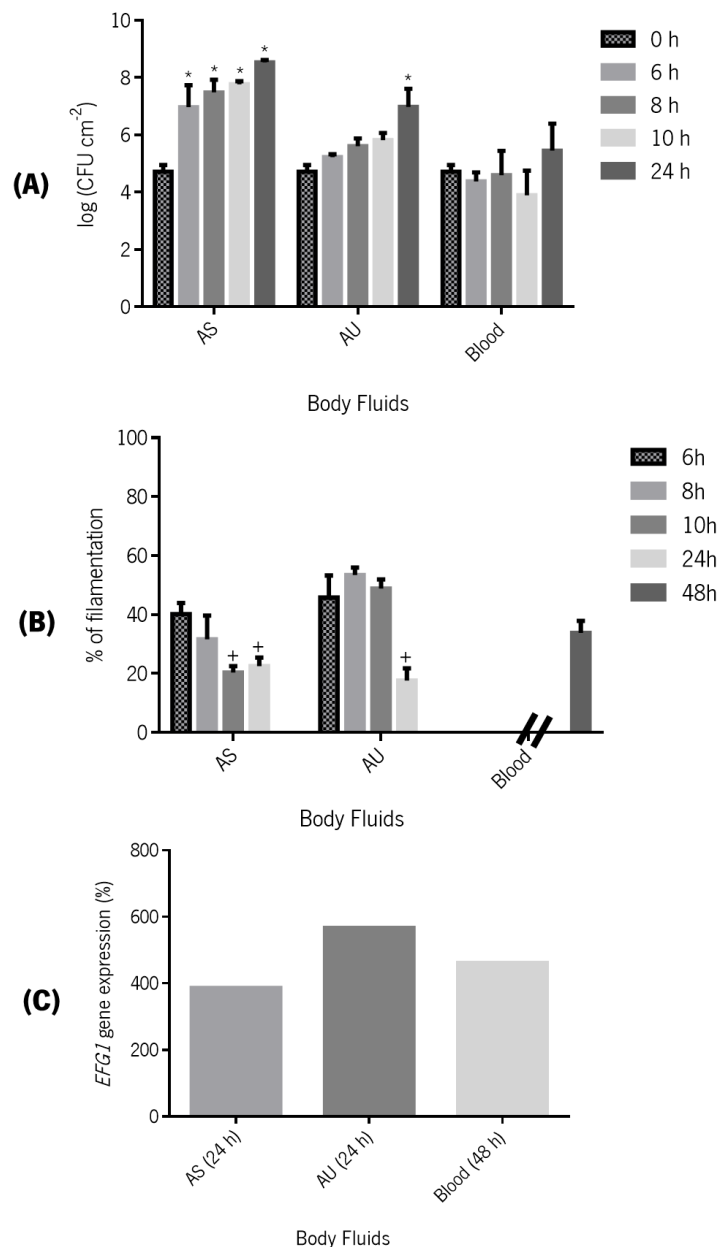 (A)
log (CFU cm-2)
10
8
6
4
2
0
* * * *
*
AS
AU
Blood
Body Fluids
0 h
6 h
8 h
10 h
24 h
(B)
% of filamentation
100
80
60
40
20
0
+ +
+
AS
AU
Blood
Body Fluids
6h
8h
10h
24h
48h
(C)
EFG1 gene expression (%)
800
600
400
200
0
AS (24 h)
AU (24 h)
Blood (48 h)
Body Fluids